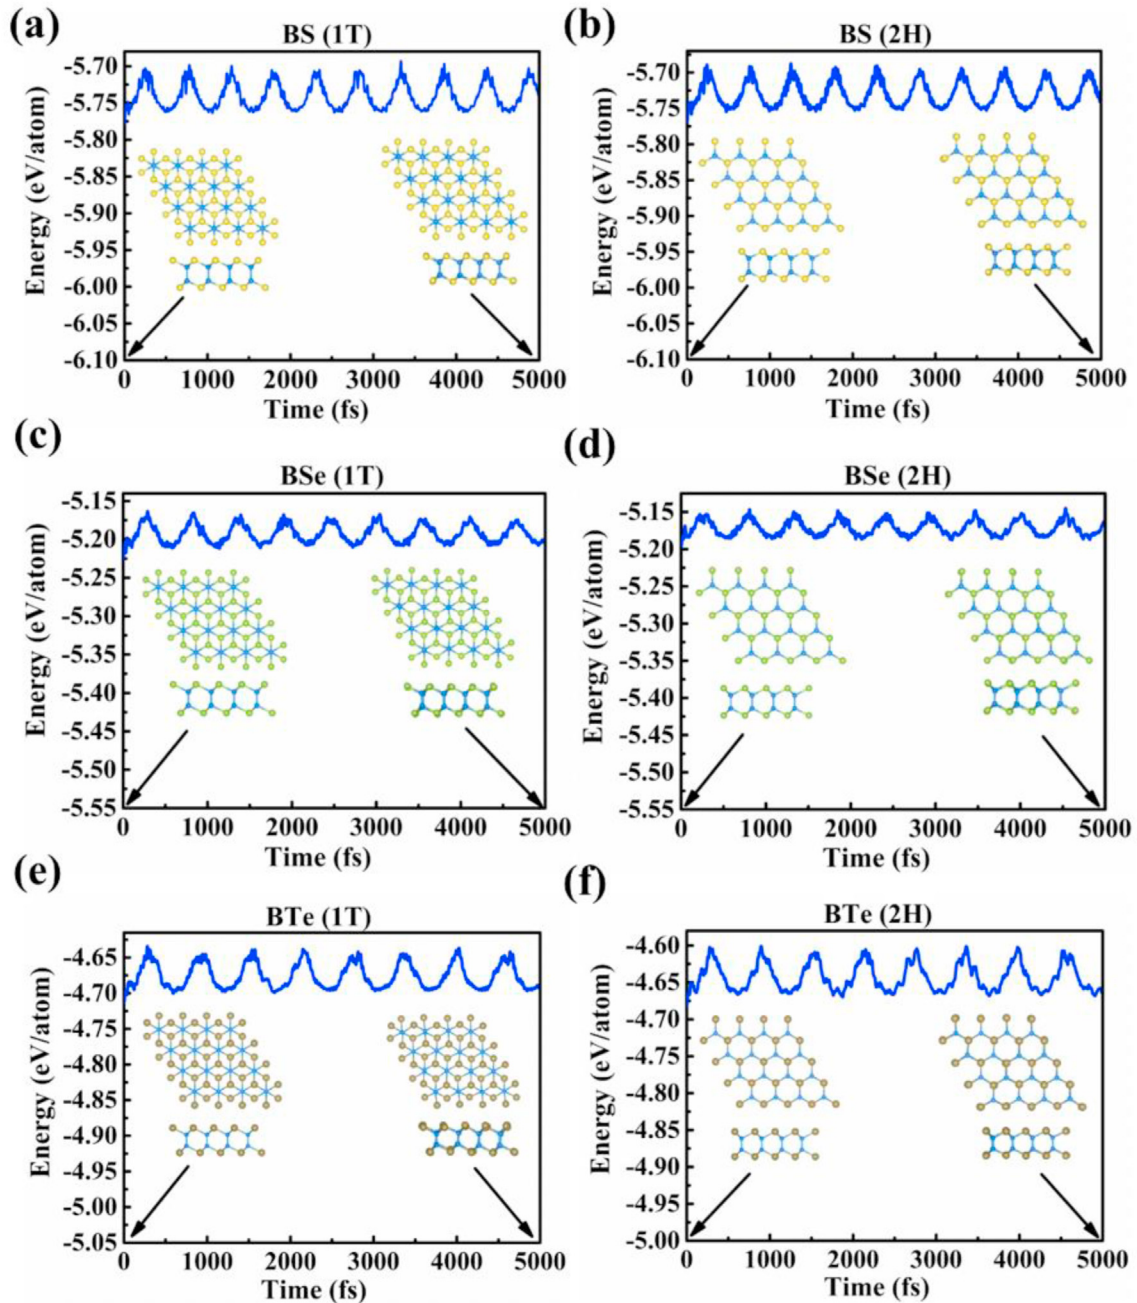 (a)
BS (1T)
Energy (eV/atom)
-5.70
-5.75
-5.80
-5.85
-5.90
-5.95
-6.00
-6.05
-6.10
0 1000 2000 3000 4000 5000
Time (fs)
(b)
BS (2H)
Energy (eV/atom)
-5.70
-5.75
-5.80
-5.85
-5.90
-5.95
-6.00
-6.05
-6.10
0 1000 2000 3000 4000 5000
Time (fs)
(c)
BSe (1T)
Energy (eV/atom)
-5.15
-5.20
-5.25
-5.30
-5.35
-5.40
-5.45
-5.50
-5.55
0 1000 2000 3000 4000 5000
Time (fs)
(d)
BSe (2H)
Energy (eV/atom)
-5.15
-5.20
-5.25
-5.30
-5.35
-5.40
-5.45
-5.50
-5.55
0 1000 2000 3000 4000 5000
Time (fs)
(e)
BTe (1T)
Energy (eV/atom)
-4.65
-4.70
-4.75
-4.80
-4.85
-4.90
-4.95
-5.00
-5.05
0 1000 2000 3000 4000 5000
Time (fs)
(f)
BTe (2H)
Energy (eV/atom)
-4.60
-4.65
-4.70
-4.75
-4.80
-4.85
-4.90
-4.95
-5.00
0 1000 2000 3000 4000 5000
Time (fs)